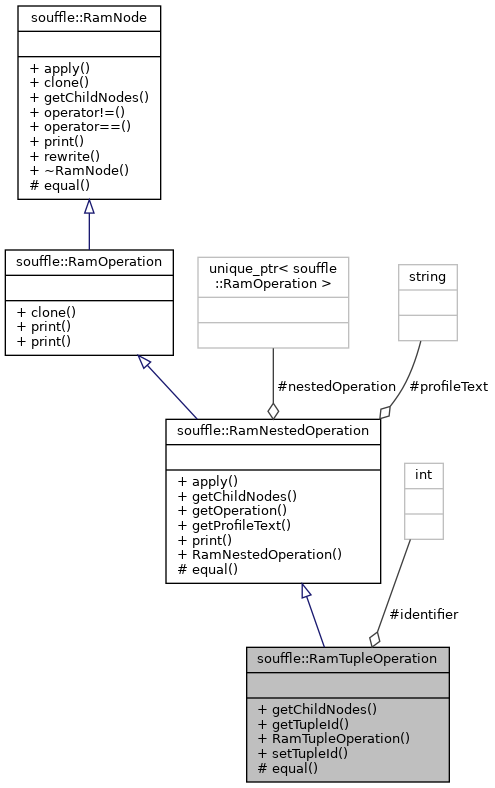 souffle::RamNode
+ apply()
+ clone()
+ getChildNodes()
+ operator!=()
+ operator==()
+ print()
+ rewrite()
+ ~RamNode()
# equal()
souffle::RamOperation
+ clone()
+ print()
+ print()
unique_ptr< souffle
::RamOperation >
string
#nestedOperation
#profileText
souffle::RamNestedOperation
+ apply()
+ getChildNodes()
+ getOperation()
+ getProfileText()
+ print()
+ RamNestedOperation()
# equal()
int
#identifier
souffle::RamTupleOperation
+ getChildNodes()
+ getTupleId()
+ RamTupleOperation()
+ setTupleId()
# equal()